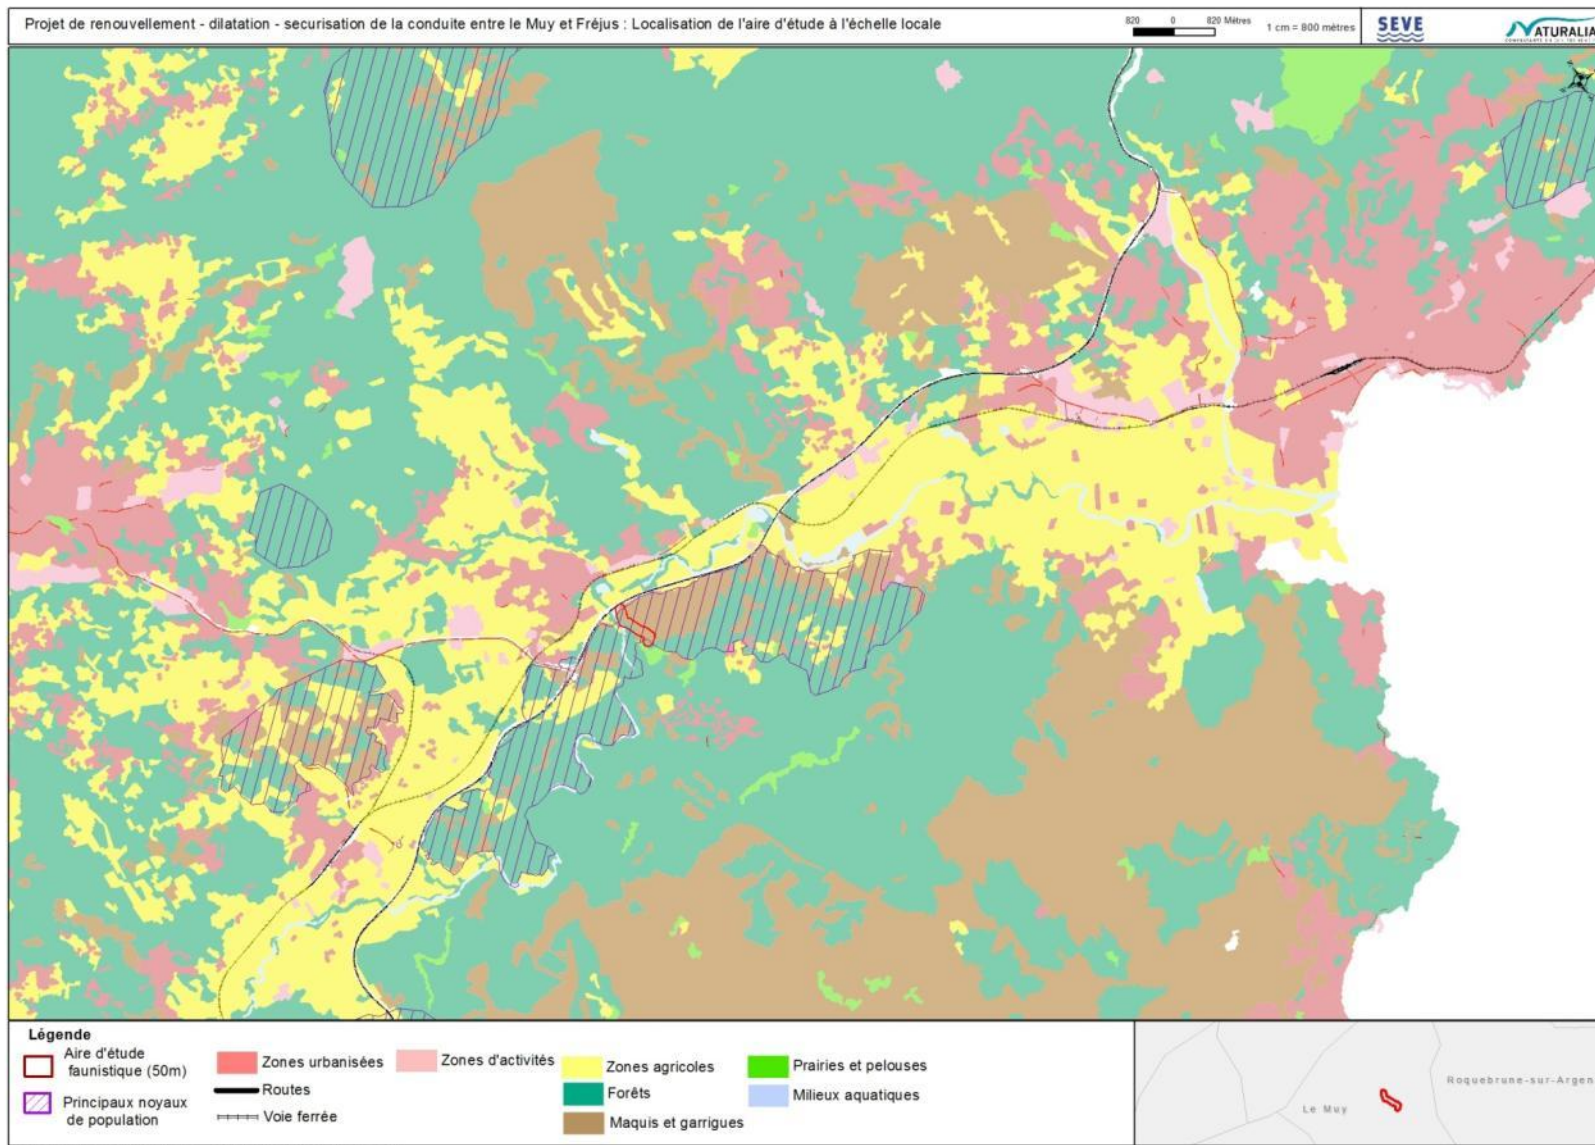 Projet de renouvellement - dilatation - securisation de la conduite entre le Muy et Fréjus : Localisation de l'aire d'étude à l'échelle locale
820 0 820 Mètres
1 cm = 800 mètres
SEVE
NATURALIA
Légende
Aire d'étude
faunistique (50m)
Principaux noyaux
de population
Zones urbanisées
Routes
Voie ferrée
Zones d'activités
Zones agricoles
Forêts
Maquis et garrigues
Prairies et pelouses
Milieux aquatiques
Le Muy
Roquebrune-sur-Argen